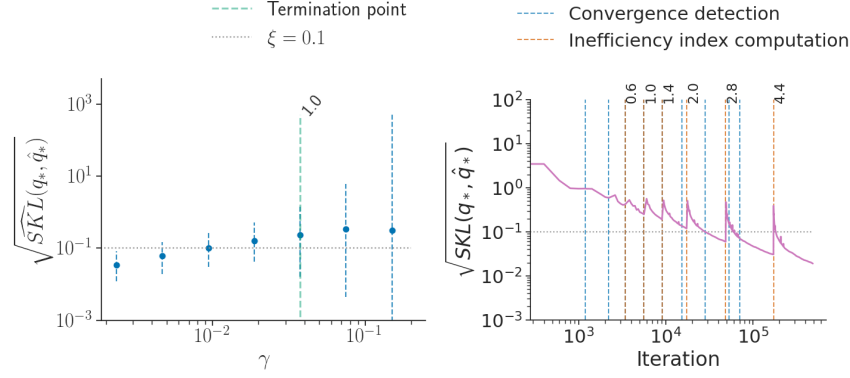 Termination point
ξ = 0.1
1.0
10³
10¹
10⁻¹
10⁻³
√SKL̂(q*, q̂*)
10⁻² 10⁻¹
γ
Convergence detection
Inefficiency index computation
0.6 1.0 1.4 2.0 2.8 4.4
10²
10¹
10⁰
10⁻¹
10⁻²
10⁻³
√SKL(q*, q̂*)
10³ 10⁴ 10⁵
Iteration